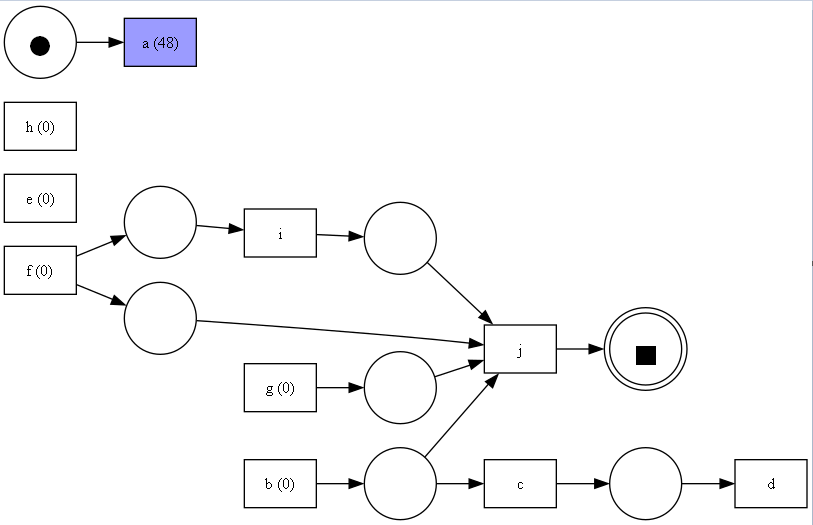 a (48)
h (0)
e (0)
f (0)
i
j
g (0)
b (0)
c
d